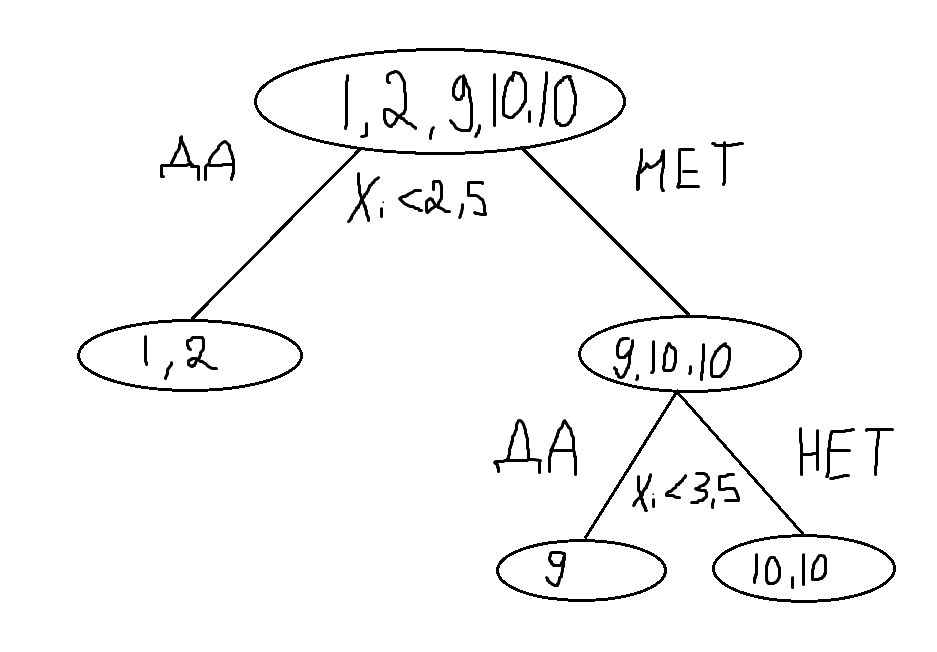 1, 2, 9, 10, 10
ДА
НЕТ
Xi < 2,5
1, 2
9, 10, 10
ДА
НЕТ
Xi < 3,5
9
10, 10